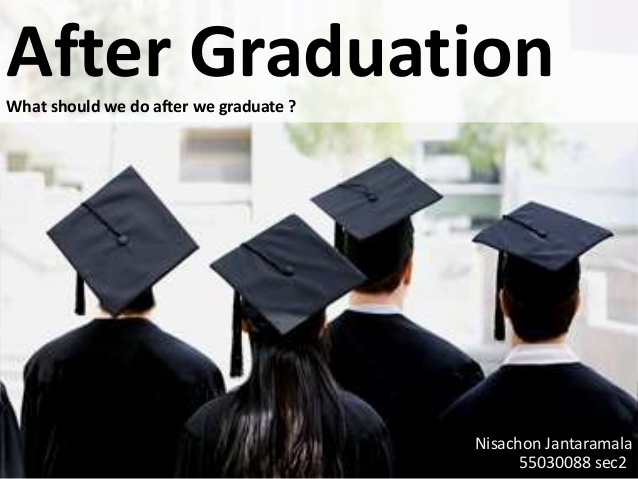 After Graduation
What should we do after we graduate ?
Nisachon Jantaramala
55030088 sec2